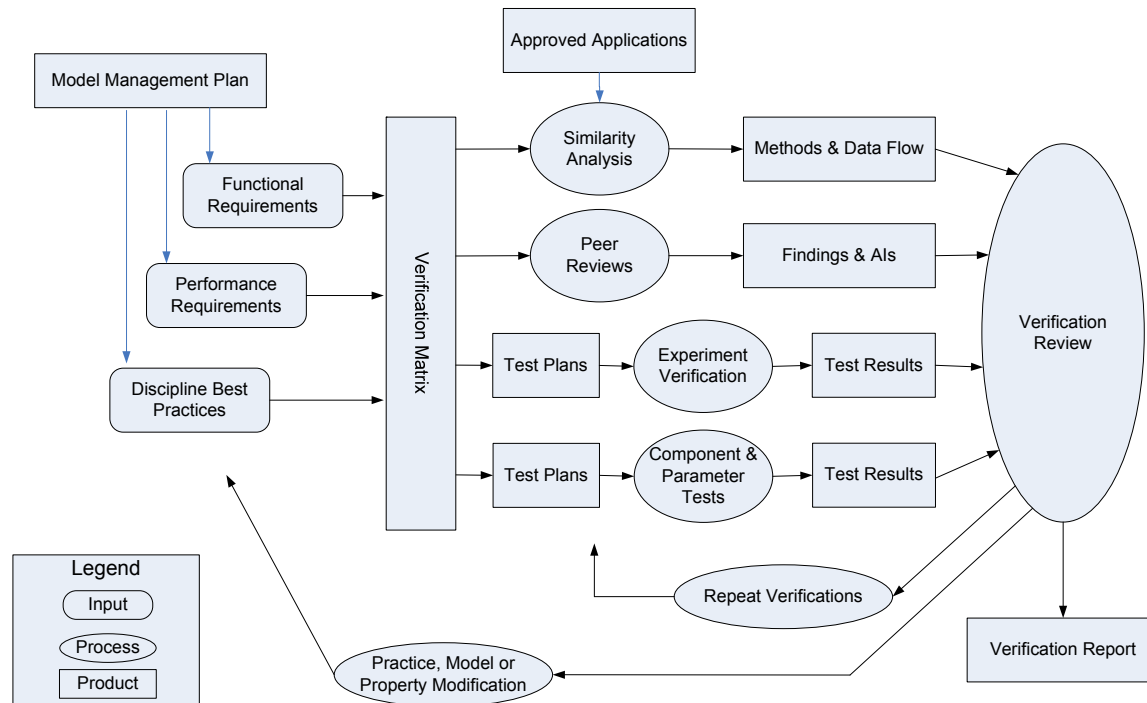 Approved Applications
Model Management Plan
Similarity
Analysis
Methods & Data Flow
Functional
Requirements
Peer
Reviews
Findings & AIs
Performance
Requirements
Verification Matrix
Verification
Review
Test Plans
Experiment
Verification
Test Results
Discipline Best
Practices
Test Plans
Component &
Parameter
Tests
Test Results
Legend
Input
Process
Product
Repeat Verifications
Practice, Model or
Property Modification
Verification Report